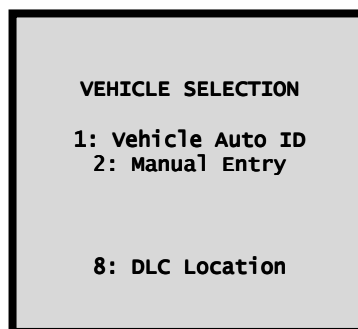 VEHICLE SELECTION
1: Vehicle Auto ID
2: Manual Entry
8: DLC Location